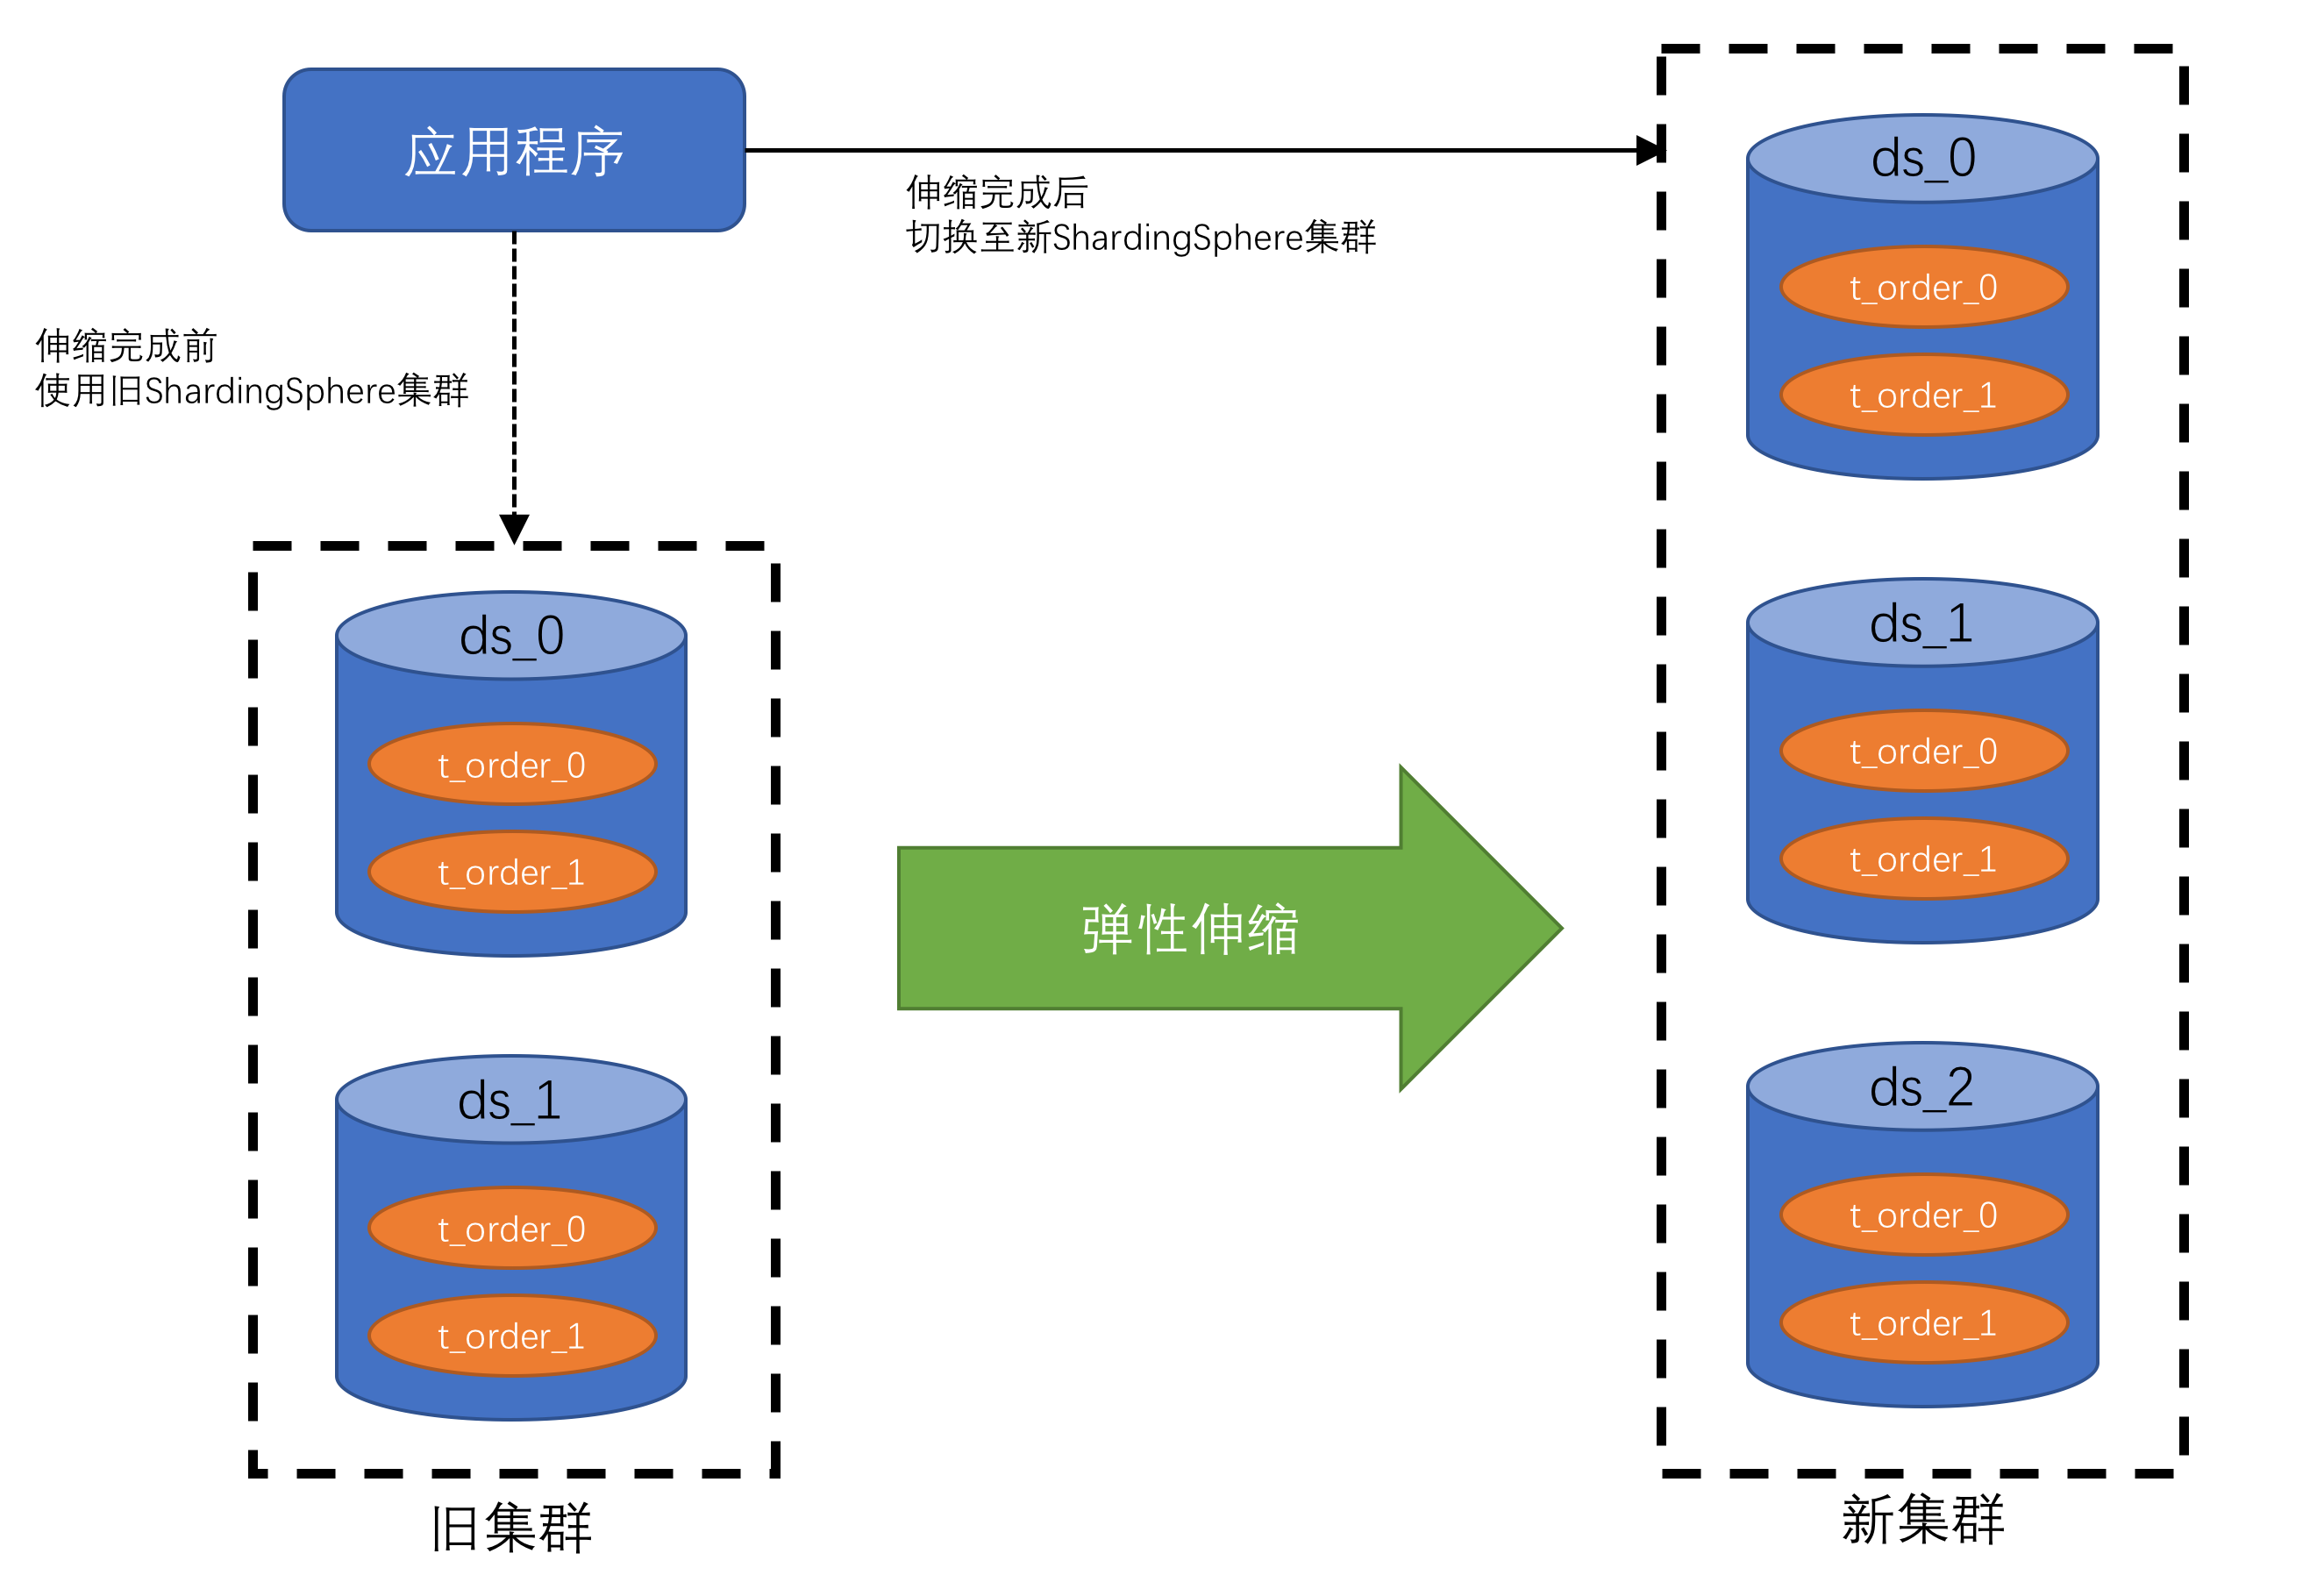 应用程序
伸缩完成后
切换至新ShardingSphere集群
伸缩完成前
使用旧ShardingSphere集群
ds_0
t_order_0
t_order_1
ds_1
t_order_0
t_order_1
旧集群
弹性伸缩
ds_0
t_order_0
t_order_1
ds_1
t_order_0
t_order_1
ds_2
t_order_0
t_order_1
新集群